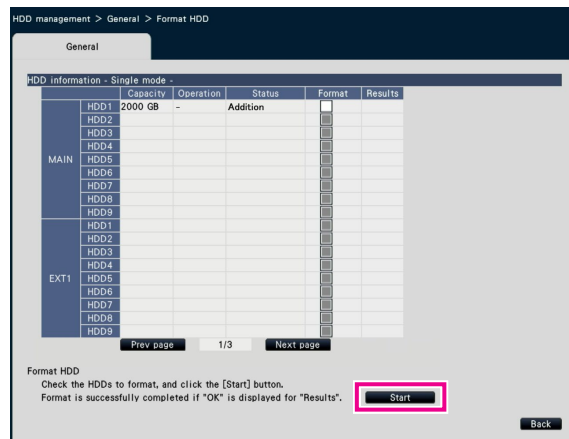 HDD management > General > Format HDD
General
HDD information - Single mode -
Capacity Operation Status Format Results
MAIN
HDD1 2000 GB - Addition
HDD2
HDD3
HDD4
HDD5
HDD6
HDD7
HDD8
HDD9
EXT1
HDD1
HDD2
HDD3
HDD4
HDD5
HDD6
HDD7
HDD8
HDD9
Prev page 1/3 Next page
Format HDD
Check the HDDs to format, and click the [Start] button.
Format is successfully completed if "OK" is displayed for "Results". Start
Back